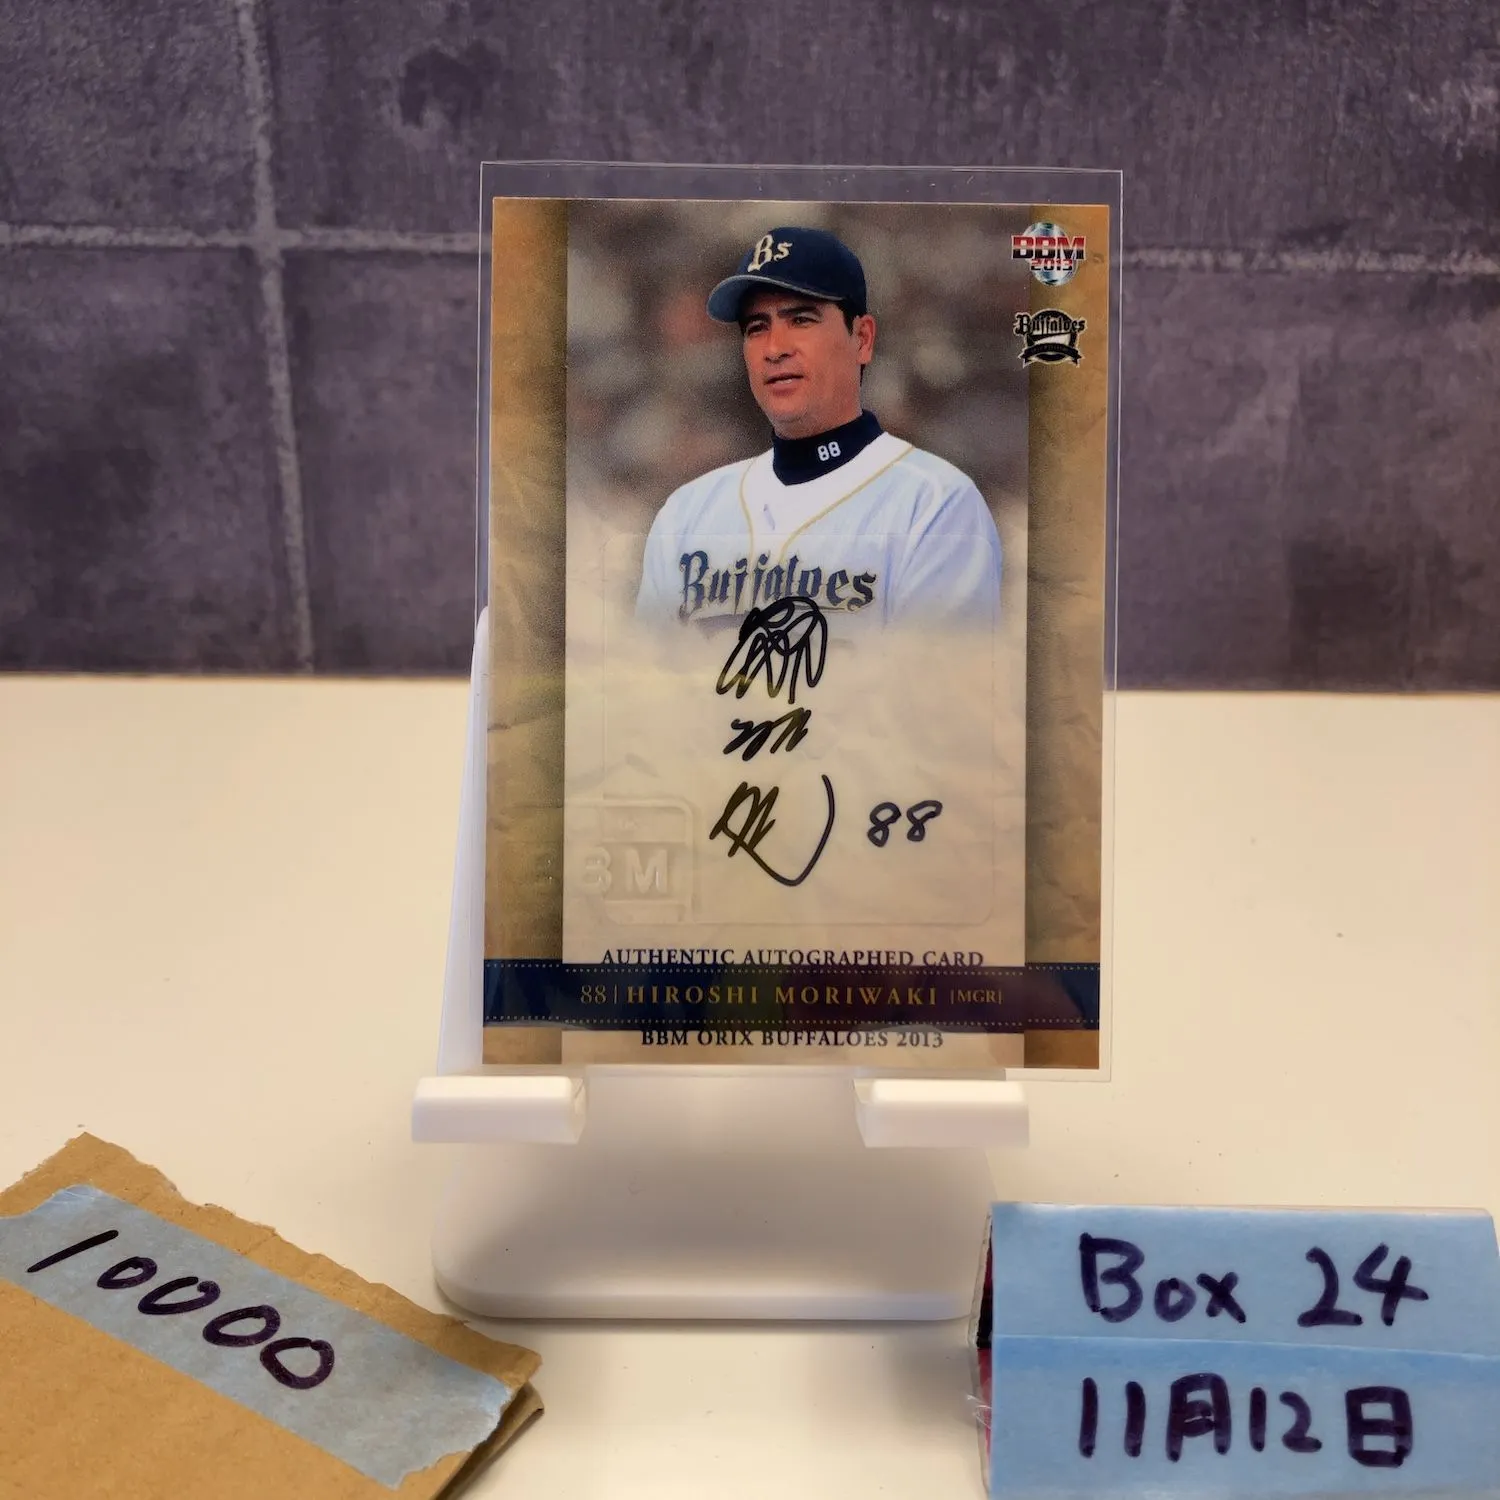 Bs
BBM
2013
Buffaloes
88
Buffaloes
88
BBM
AUTHENTIC AUTOGRAPHED CARD
88 | HIROSHI MORIWAKI [MGR]
BBM ORIX BUFFALOES 2013
10000
Box 24
11月12日